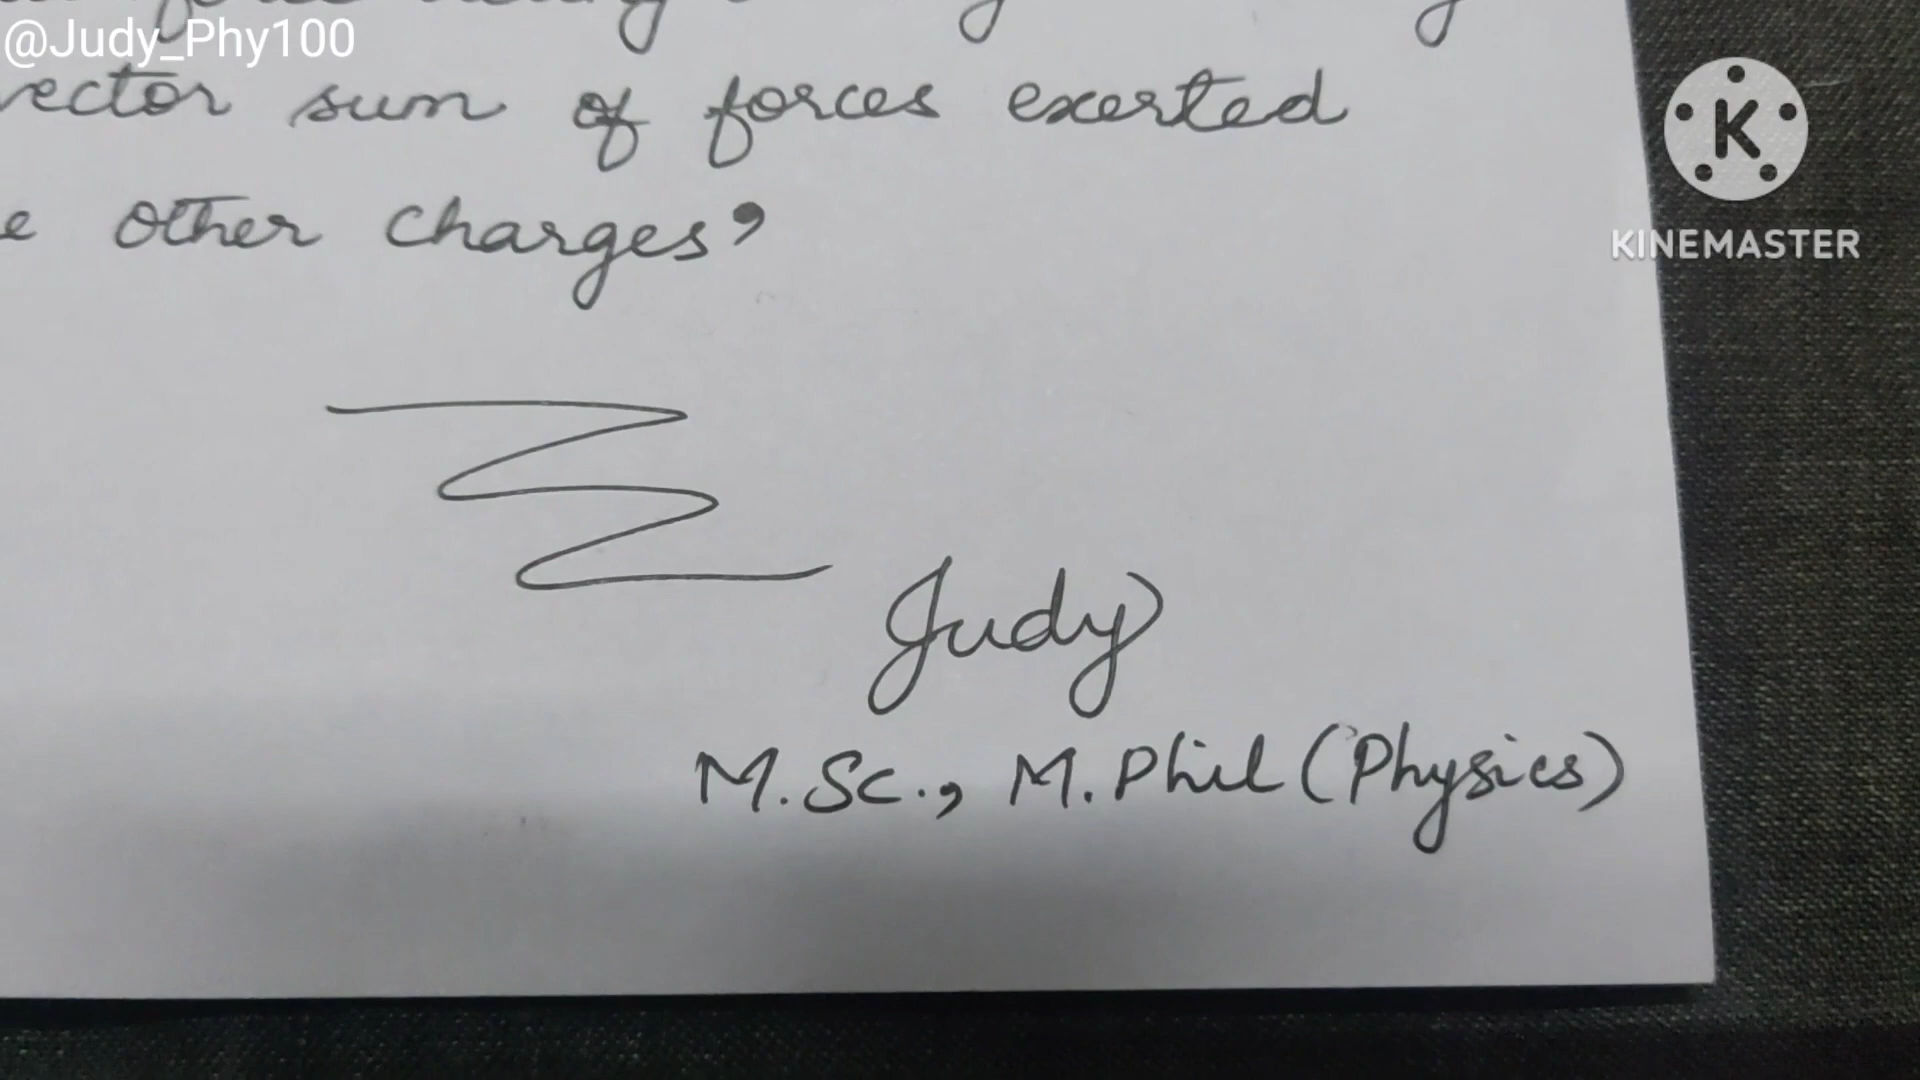 @Judy_Phy100
vector sum of forces exerted
e other charges”
K
KINEMASTER
Judy
M.Sc., M.Phil (Physics)